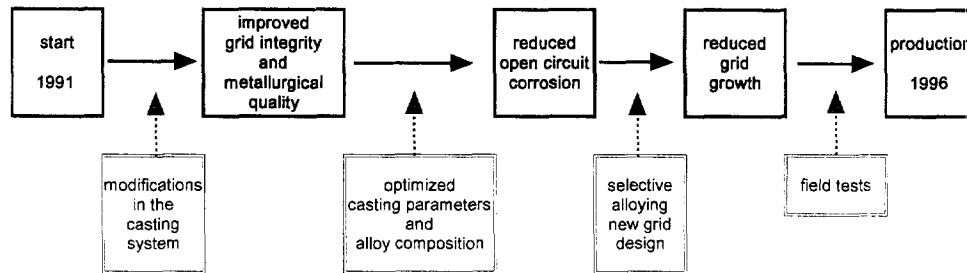 start
1991
improved
grid integrity
and
metallurgical
quality
reduced
open circuit
corrosion
reduced
grid
growth
production
1996
modifications
in the
casting
system
optimized
casting parameters
and
alloy composition
selective
alloying
new grid
design
field tests